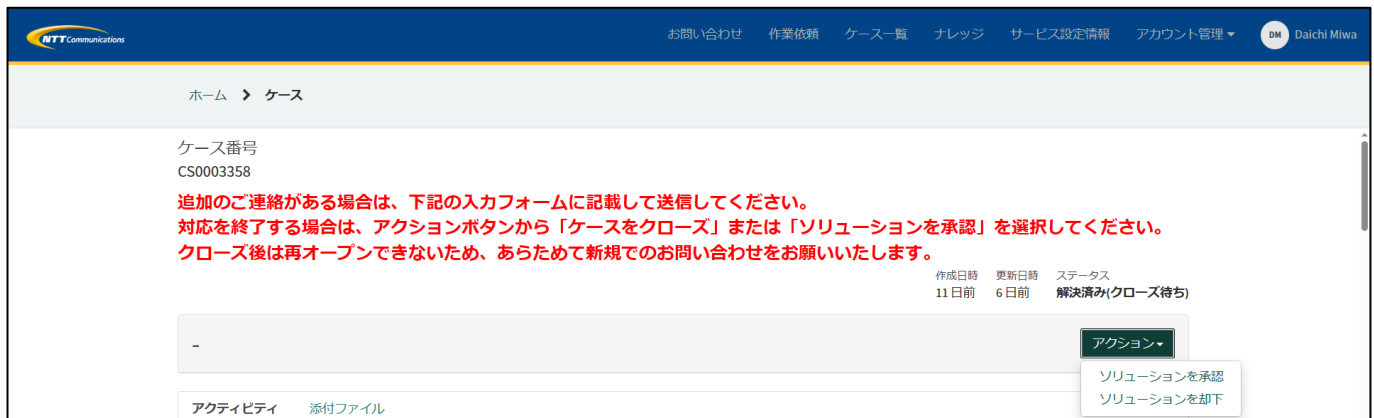 NTT Communications
お問い合わせ 作業依頼 ケース一覧 ナレッジ サービス設定情報 アカウント管理 DM Daichi Miwa
ホーム > ケース
ケース番号
CS0003358
追加のご連絡がある場合は、下記の入力フォームに記載して送信してください。
対応を終了する場合は、アクションボタンから「ケースをクローズ」または「ソリューションを承認」を選択してください。
クローズ後は再オープンできないため、あらためて新規でのお問い合わせをお願いいたします。
作成日時 更新日時 ステータス
11日前 6日前 解決済み(クローズ待ち)
– アクション
ソリューションを承認
ソリューションを却下
アクティビティ 添付ファイル